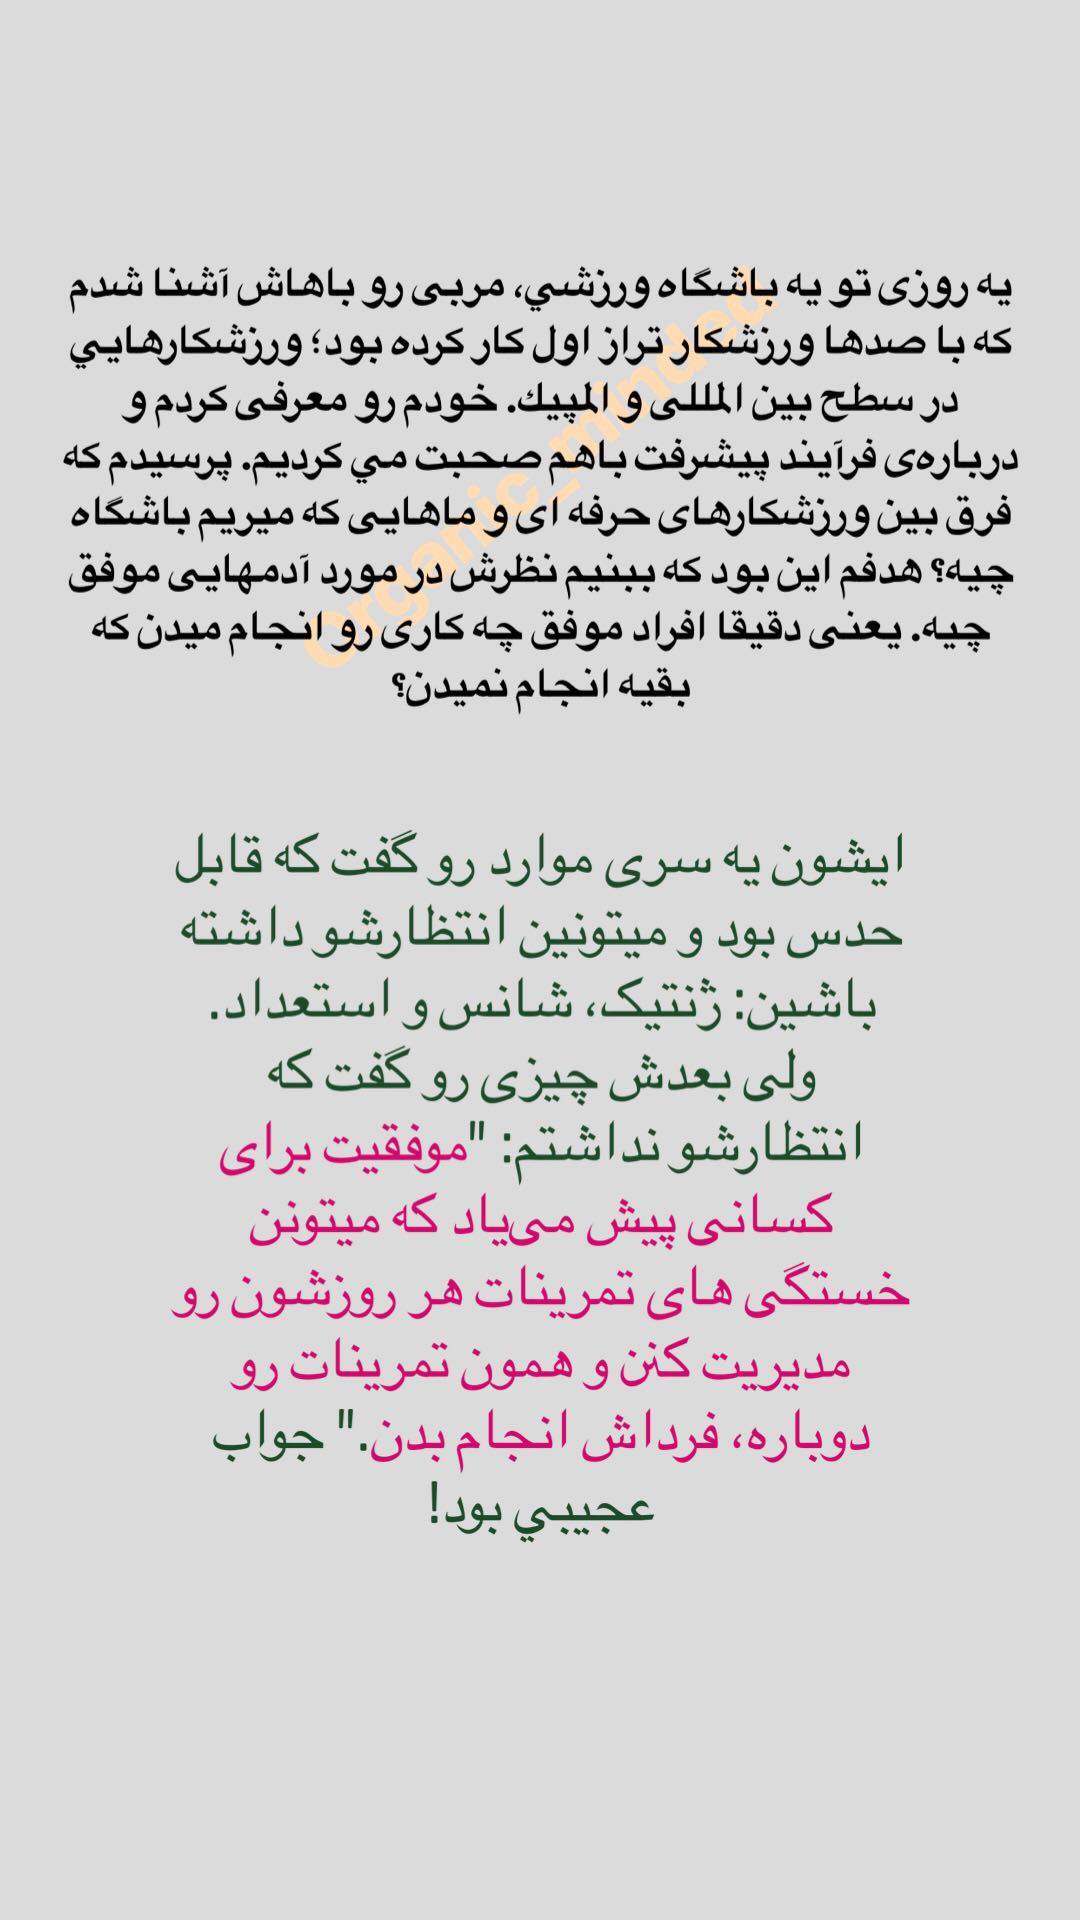 یه روزی تو یه باشگاه ورزشي، مربی رو باهاش آشنا شدم
که با صدها ورزشکار تراز اول کار کرده بود؛ ورزشکارهايي
در سطح بین المللی و المپيك. خودم رو معرفی کردم و
درباره‌ی فرآیند پیشرفت باهم صحبت مي کردیم. پرسیدم که
فرق بین ورزشکارهای حرفه ای و ماهایی که میریم باشگاه
چیه؟ هدفم این بود که ببنیم نظرش در مورد آدمهایی موفق
چیه. یعنی دقیقا افراد موفق چه کاری رو انجام میدن که
بقیه انجام نمیدن؟
Organic_minded
ایشون یه سری موارد رو گفت که قابل
حدس بود و میتونین انتظارشو داشته
باشین: ژنتیک، شانس و استعداد.
ولی بعدش چیزی رو گفت که
انتظارشو نداشتم: "موفقیت برای
کسانی پیش می‌یاد که میتونن
خستگی های تمرینات هر روزشون رو
مدیریت کنن و همون تمرینات رو
دوباره، فرداش انجام بدن." جواب
عجیبي بود!